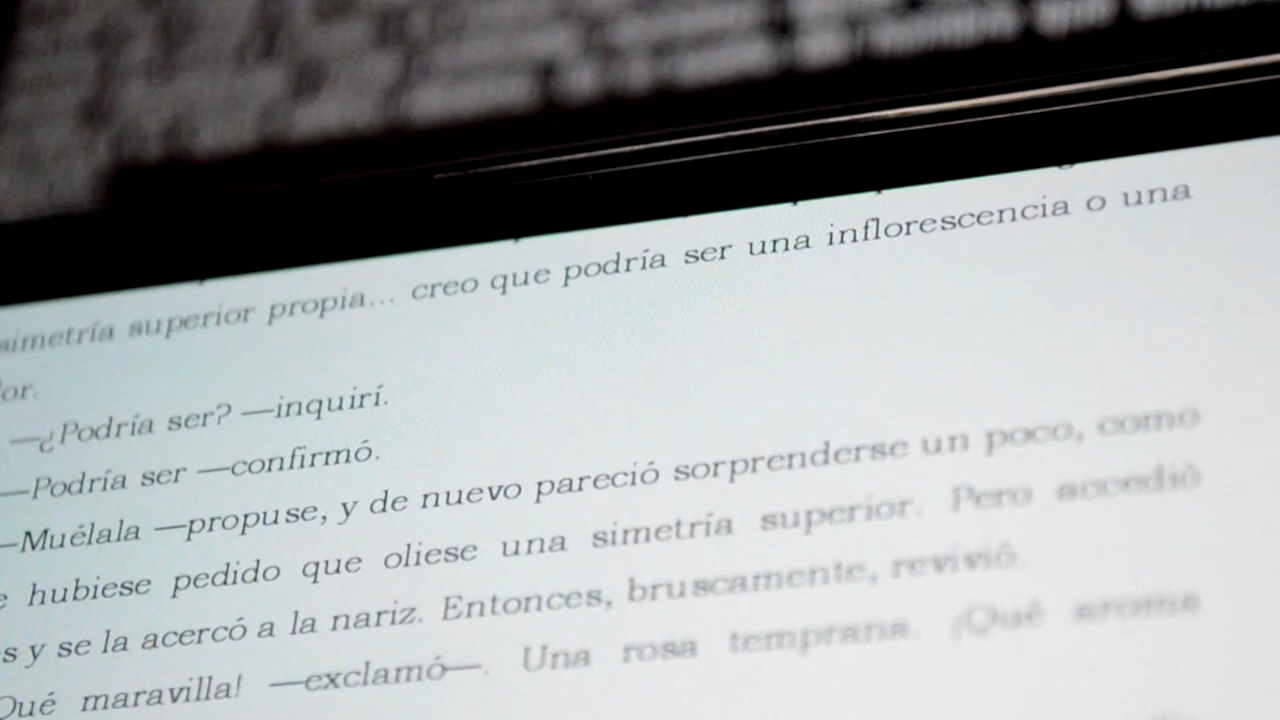 simetría superior propia... creo que podría ser una inflorescencia o una
or.
—¿Podría ser? —inquirí.
—Podría ser —confirmó.
—Muélala —propuse, y de nuevo pareció sorprenderse un poco, como
e hubiese pedido que oliese una simetría superior. Pero accedió
s y se la acercó a la nariz. Entonces, bruscamente, revivió.
Qué maravilla! —exclamó—. Una rosa temprana. ¡Qué aroma